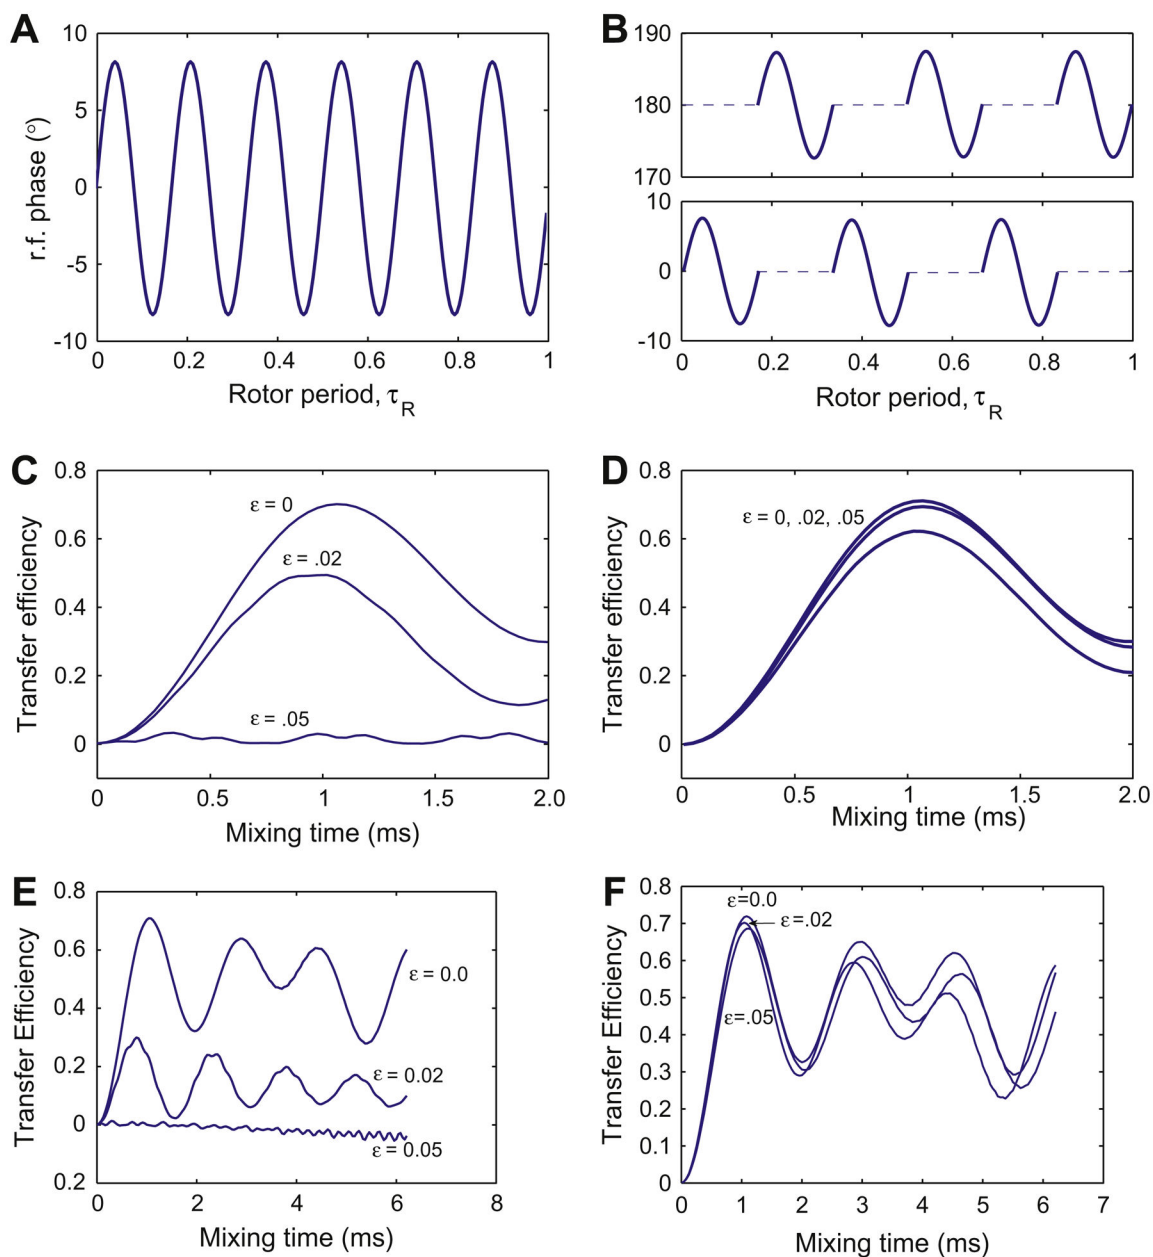 A
10
5
0
-5
-10
r.f. phase (°)
0
0.2
0.4
0.6
0.8
1
Rotor period, τR
B
190
180
170
10
0
-10
0
0.2
0.4
0.6
0.8
1
Rotor period, τR
C
0.8
0.6
0.4
0.2
0
Transfer efficiency
ε = 0
ε = .02
ε = .05
0
0.5
1
1.5
2.0
Mixing time (ms)
D
0.8
0.6
0.4
0.2
0
Transfer efficiency
ε = 0, .02, .05
0
0.5
1.0
1.5
2.0
Mixing time (ms)
E
0.8
0.6
0.4
0.2
0
0.2
Transfer Efficiency
ε = 0.0
ε = 0.02
ε = 0.05
0
2
4
6
8
Mixing time (ms)
F
0.8
0.7
0.6
0.5
0.4
0.3
0.2
0.1
0
Transfer Efficiency
ε=0.0
ε=.02
ε=.05
0
1
2
3
4
5
6
7
Mixing time (ms)